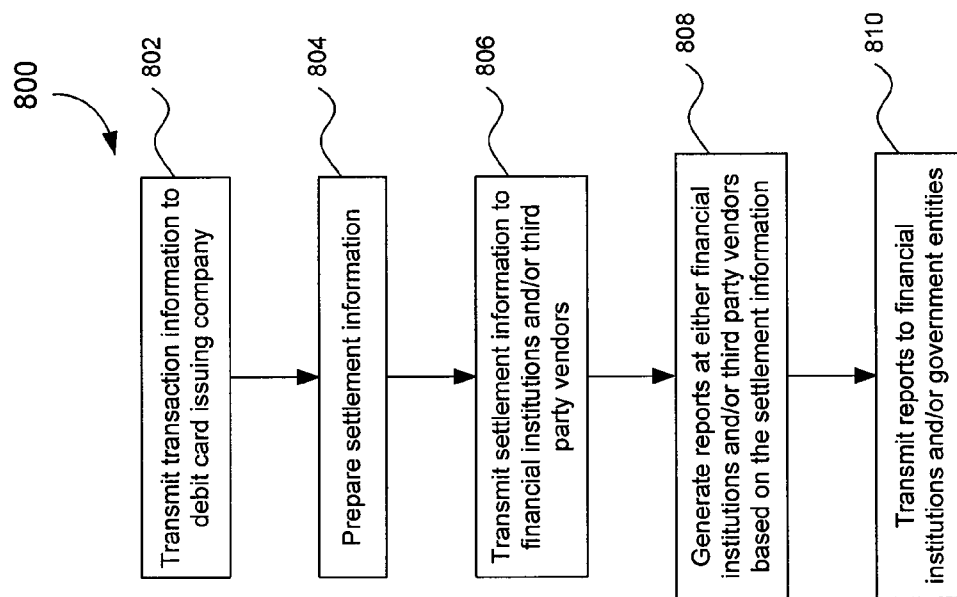 800
802
Transmit transaction information to
debit card issuing company
804
Prepare settlement information
806
Transmit settlement information to
financial institutions and/or third
party vendors
808
Generate reports at either financial
institutions and/or third party vendors
based on the settlement information
810
Transmit reports to financial
institutions and/or government entities